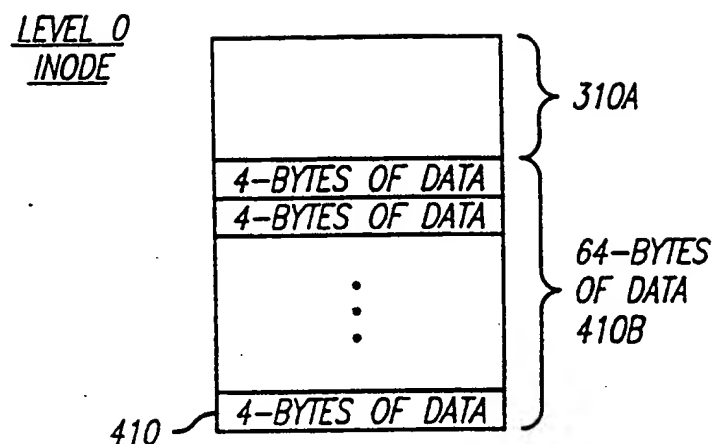 LEVEL 0
INODE
310A
4-BYTES OF DATA
4-BYTES OF DATA
64-BYTES
OF DATA
410B
4-BYTES OF DATA
410